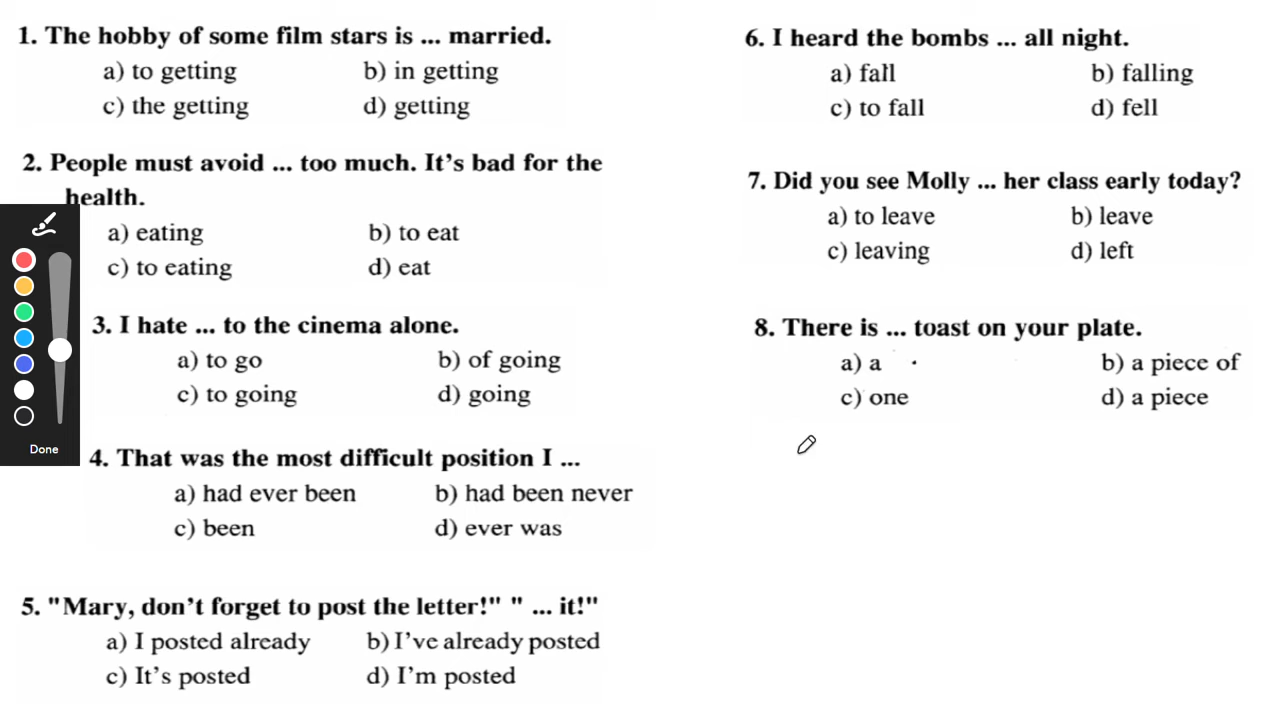 1. The hobby of some film stars is ... married.
a) to getting b) in getting
c) the getting d) getting
2. People must avoid ... too much. It's bad for the
health.
a) eating b) to eat
c) to eating d) eat
3. I hate ... to the cinema alone.
a) to go b) of going
c) to going d) going
4. That was the most difficult position I ...
a) had ever been b) had been never
c) been d) ever was
5. "Mary, don't forget to post the letter!" " ... it!"
a) I posted already b) I've already posted
c) It's posted d) I'm posted
6. I heard the bombs ... all night.
a) fall b) falling
c) to fall d) fell
7. Did you see Molly ... her class early today?
a) to leave b) leave
c) leaving d) left
8. There is ... toast on your plate.
a) a b) a piece of
c) one d) a piece
Done